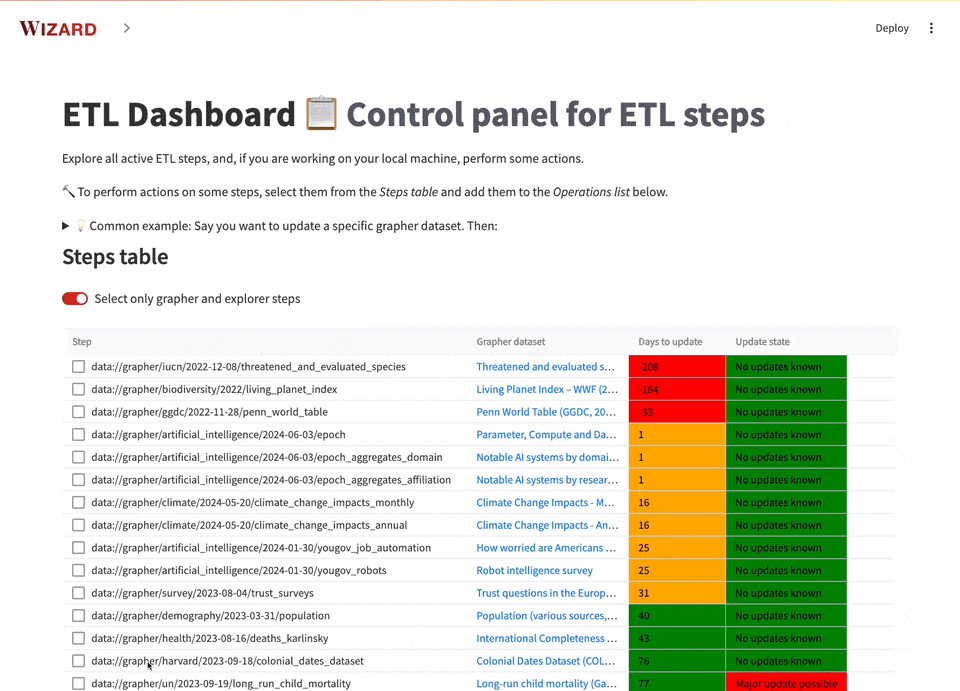 WIZARD
Deploy
ETL Dashboard 📋 Control panel for ETL steps
Explore all active ETL steps, and, if you are working on your local machine, perform some actions.
🔨 To perform actions on some steps, select them from the Steps table and add them to the Operations list below.
💡 Common example: Say you want to update a specific grapher dataset. Then:
Steps table
Select only grapher and explorer steps
Step Grapher dataset Days to update Update state
data://grapher/iucn/2022-12-08/threatened_and_evaluated_species Threatened and evaluated s... -208 No updates known
data://grapher/biodiversity/2022/living_planet_index Living Planet Index – WWF (2... -184 No updates known
data://grapher/ggdc/2022-11-28/penn_world_table Penn World Table (GGDC, 20... -33 No updates known
data://grapher/artificial_intelligence/2024-06-03/epoch Parameter, Compute and Da... 1 No updates known
data://grapher/artificial_intelligence/2024-06-03/epoch_aggregates_domain Notable AI systems by domai... 1 No updates known
data://grapher/artificial_intelligence/2024-06-03/epoch_aggregates_affiliation Notable AI systems by resear... 1 No updates known
data://grapher/climate/2024-05-20/climate_change_impacts_monthly Climate Change Impacts - M... 16 No updates known
data://grapher/climate/2024-05-20/climate_change_impacts_annual Climate Change Impacts - An... 16 No updates known
data://grapher/artificial_intelligence/2024-01-30/yougov_job_automation How worried are Americans ... 25 No updates known
data://grapher/artificial_intelligence/2024-01-30/yougov_robots Robot intelligence survey 25 No updates known
data://grapher/survey/2023-08-04/trust_surveys Trust questions in the Europ... 31 No updates known
data://grapher/demography/2023-03-31/population Population (various sources,... 40 No updates known
data://grapher/health/2023-08-16/deaths_karlinsky International Completeness ... 43 No updates known
data://grapher/harvard/2023-09-18/colonial_dates_dataset Colonial Dates Dataset (COL... 76 No updates known
data://grapher/un/2023-09-19/long_run_child_mortality Long-run child mortality (Ga... 77 Major update possible